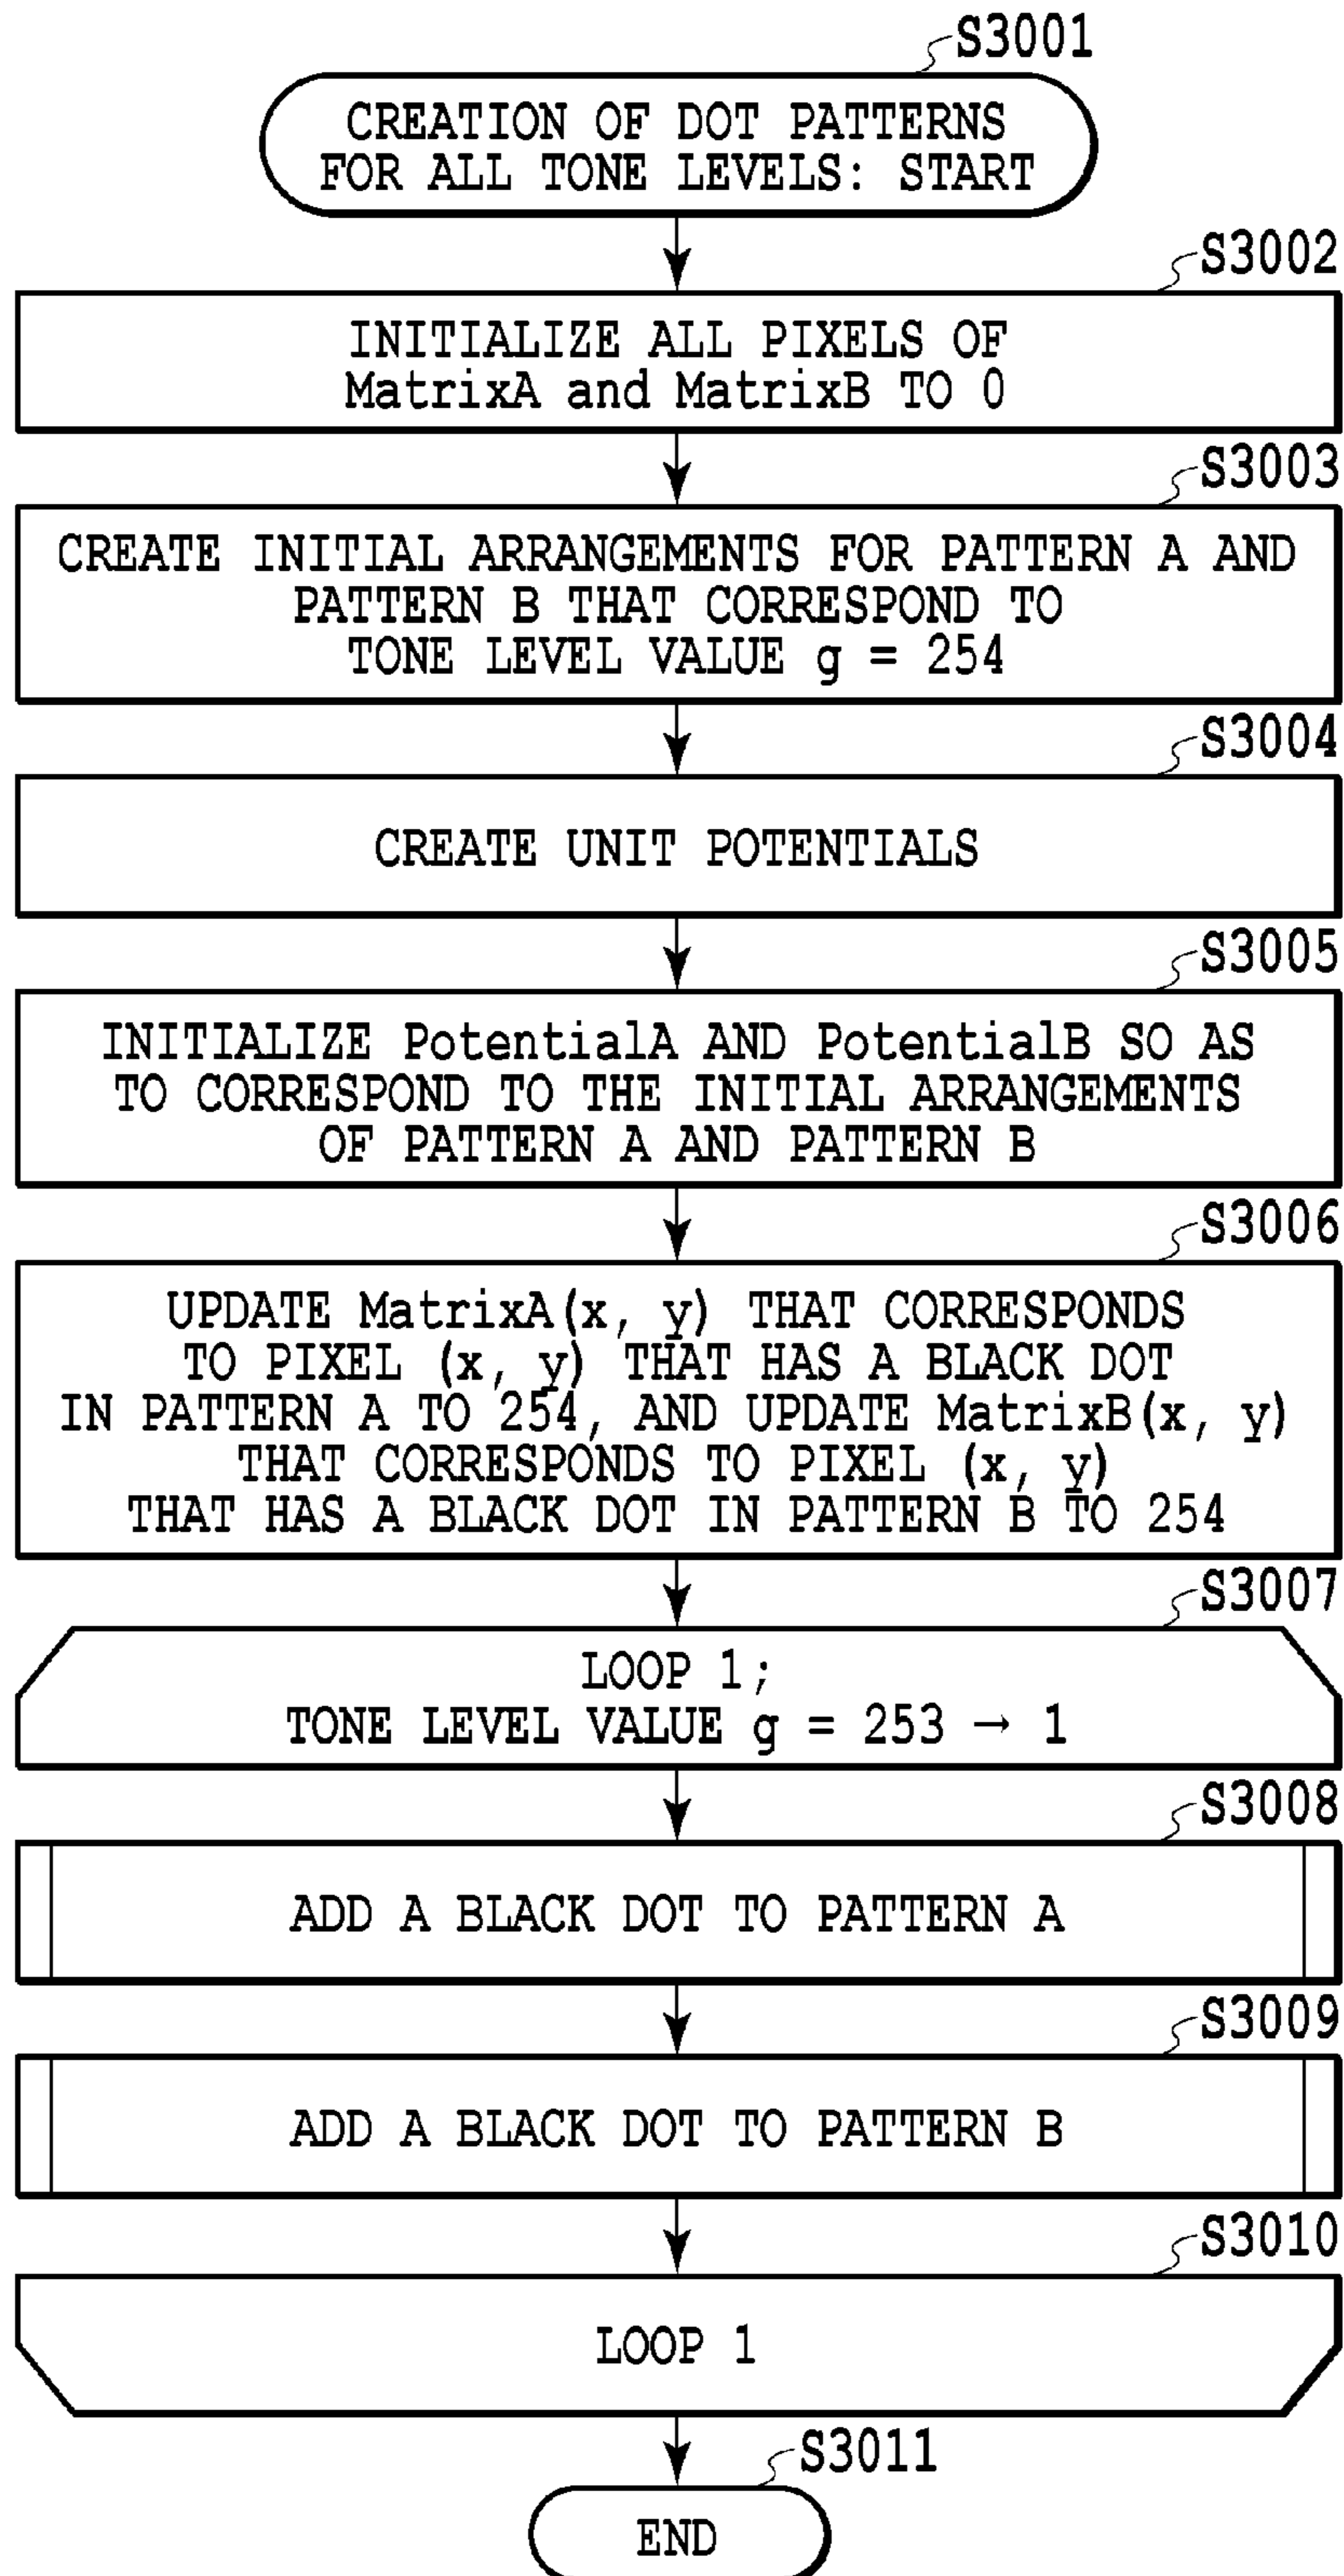 S3001
CREATION OF DOT PATTERNS
FOR ALL TONE LEVELS: START
S3002
INITIALIZE ALL PIXELS OF
MatrixA and MatrixB TO 0
S3003
CREATE INITIAL ARRANGEMENTS FOR PATTERN A AND
PATTERN B THAT CORRESPOND TO
TONE LEVEL VALUE g = 254
S3004
CREATE UNIT POTENTIALS
S3005
INITIALIZE PotentialA AND PotentialB SO AS
TO CORRESPOND TO THE INITIAL ARRANGEMENTS
OF PATTERN A AND PATTERN B
S3006
UPDATE MatrixA(x, y) THAT CORRESPONDS
TO PIXEL (x, y) THAT HAS A BLACK DOT
IN PATTERN A TO 254, AND UPDATE MatrixB(x, y)
THAT CORRESPONDS TO PIXEL (x, y)
THAT HAS A BLACK DOT IN PATTERN B TO 254
S3007
LOOP 1;
TONE LEVEL VALUE g = 253 → 1
S3008
ADD A BLACK DOT TO PATTERN A
S3009
ADD A BLACK DOT TO PATTERN B
S3010
LOOP 1
S3011
END